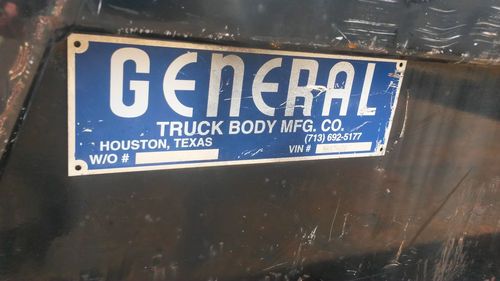 GENERAL
TRUCK BODY MFG. CO.
HOUSTON, TEXAS (713) 692-5177
W/O # VIN #